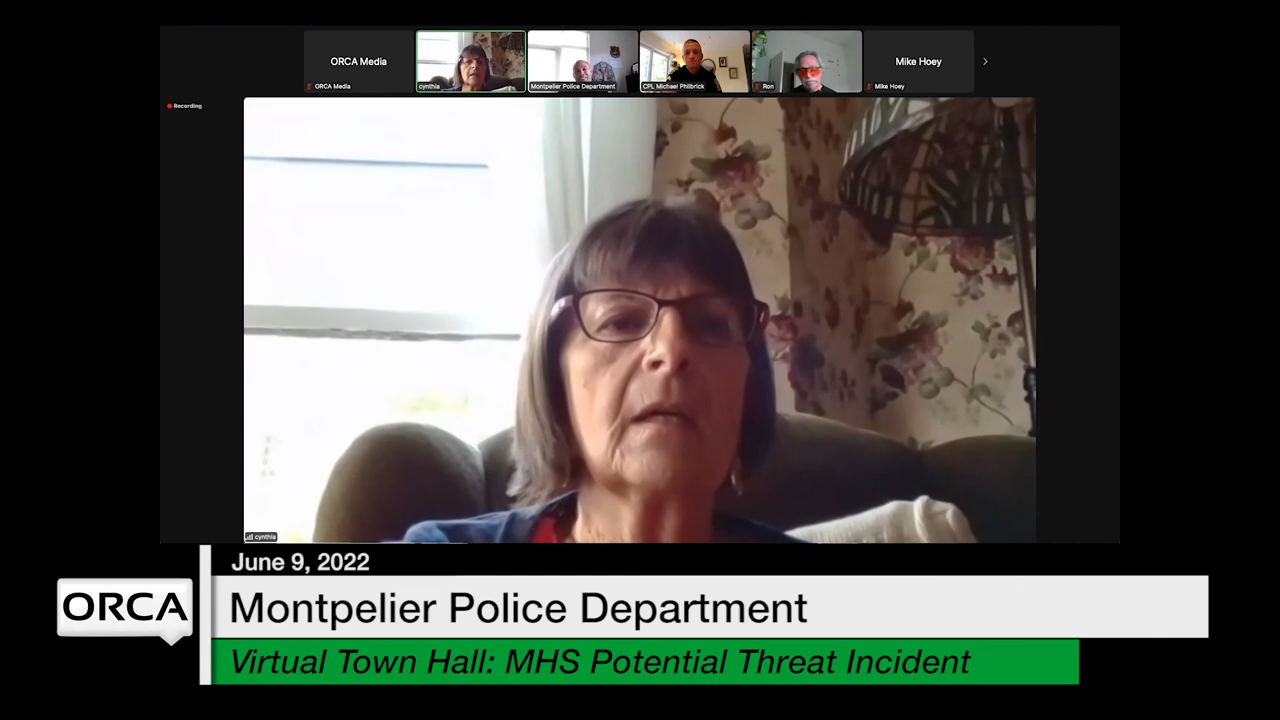 ORCA Media
Mike Hoey
ORCA Media
cynthia
Montpelier Police Department
CPL Michael Philbrick
Ron
Mike Hoey
Recording
cynthia
June 9, 2022
ORCA
Montpelier Police Department
Virtual Town Hall: MHS Potential Threat Incident